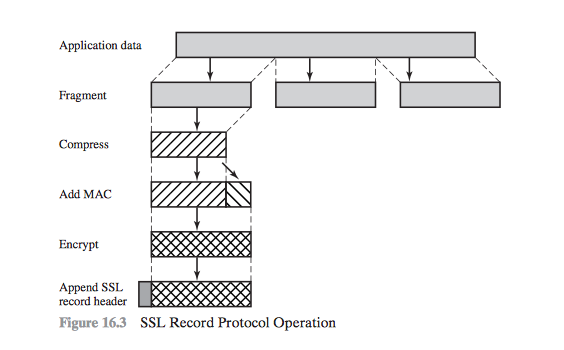 Application data
Fragment
Compress
Add MAC
Encrypt
Append SSL
record header
Figure 16.3 SSL Record Protocol Operation